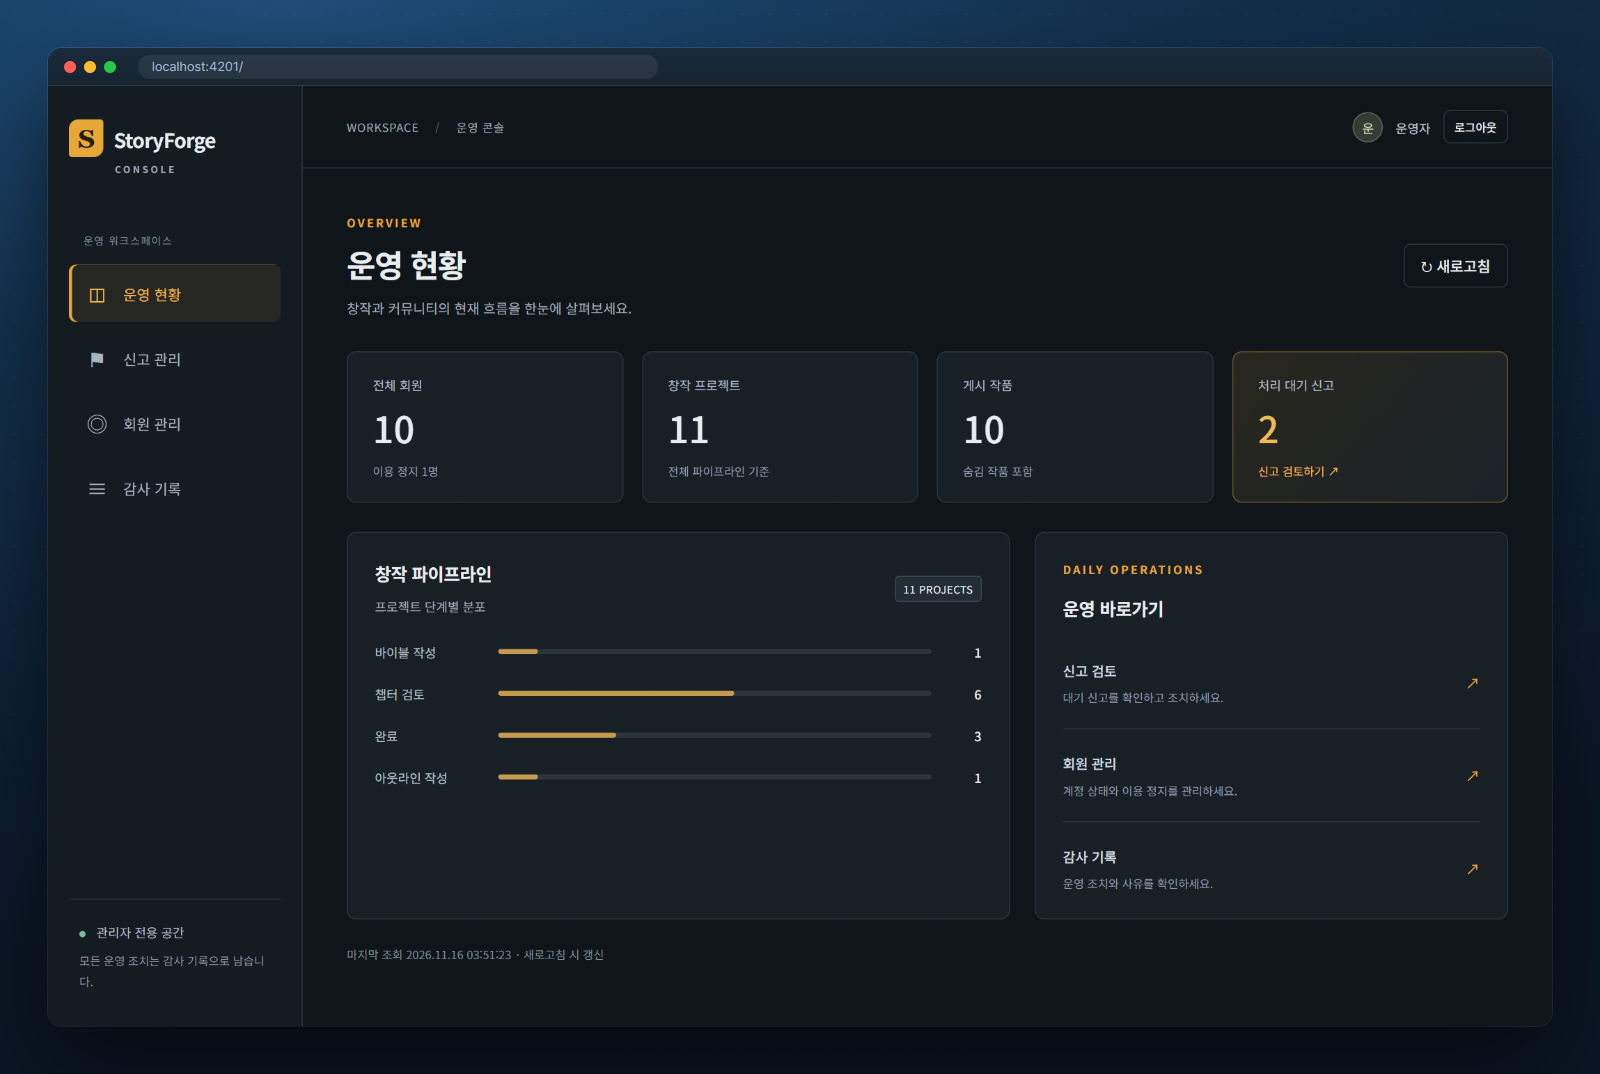 localhost:4201/
S StoryForge
CONSOLE
운영 워크스페이스
운영 현황
신고 관리
회원 관리
감사 기록
관리자 전용 공간
모든 운영 조치는 감사 기록으로 남습니
다.
WORKSPACE / 운영 콘솔
운 운영자 로그아웃
OVERVIEW
운영 현황
창작과 커뮤니티의 현재 흐름을 한눈에 살펴보세요.
↻ 새로고침
전체 회원
10
이용 정지 1명
창작 프로젝트
11
전체 파이프라인 기준
게시 작품
10
숨김 작품 포함
처리 대기 신고
2
신고 검토하기 ↗
창작 파이프라인
프로젝트 단계별 분포
11 PROJECTS
바이블 작성 1
챕터 검토 6
완료 3
아웃라인 작성 1
DAILY OPERATIONS
운영 바로가기
신고 검토
대기 신고를 확인하고 조치하세요.
↗
회원 관리
계정 상태와 이용 정지를 관리하세요.
↗
감사 기록
운영 조치와 사유를 확인하세요.
↗
마지막 조회 2026.11.16 03:51:23 · 새로고침 시 갱신